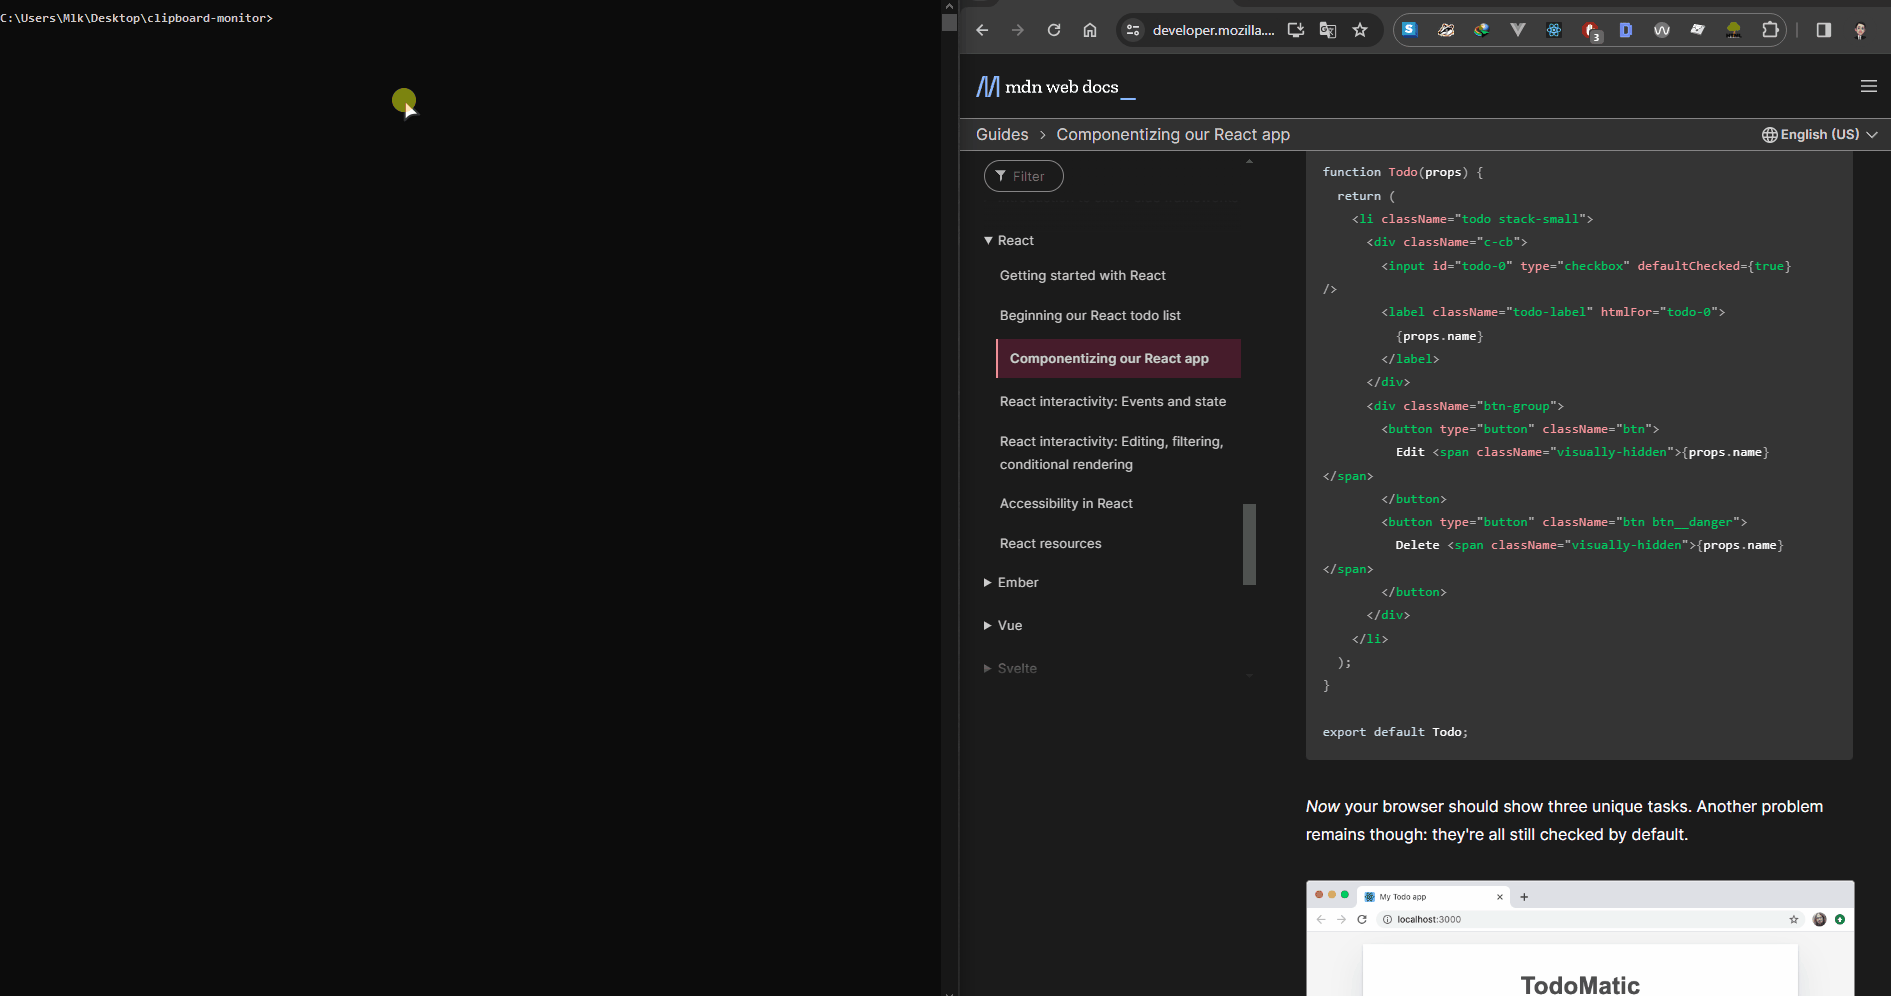 C:\Users\Mlk\Desktop\clipboard-monitor>
developer.mozilla....
S
3
D
mdn web docs_
Guides > Componentizing our React app
English (US)
Filter
React
Getting started with React
Beginning our React todo list
Componentizing our React app
React interactivity: Events and state
React interactivity: Editing, filtering,
conditional rendering
Accessibility in React
React resources
Ember
Vue
Svelte
function Todo(props) {
  return (
    <li className="todo stack-small">
      <div className="c-cb">
        <input id="todo-0" type="checkbox" defaultChecked={true}
/>
        <label className="todo-label" htmlFor="todo-0">
          {props.name}
        </label>
      </div>
      <div className="btn-group">
        <button type="button" className="btn">
          Edit <span className="visually-hidden">{props.name}
</span>
        </button>
        <button type="button" className="btn btn__danger">
          Delete <span className="visually-hidden">{props.name}
</span>
        </button>
      </div>
    </li>
  );
}
export default Todo;
Now your browser should show three unique tasks. Another problem
remains though: they're all still checked by default.
My Todo app
localhost:3000
TodoMatic